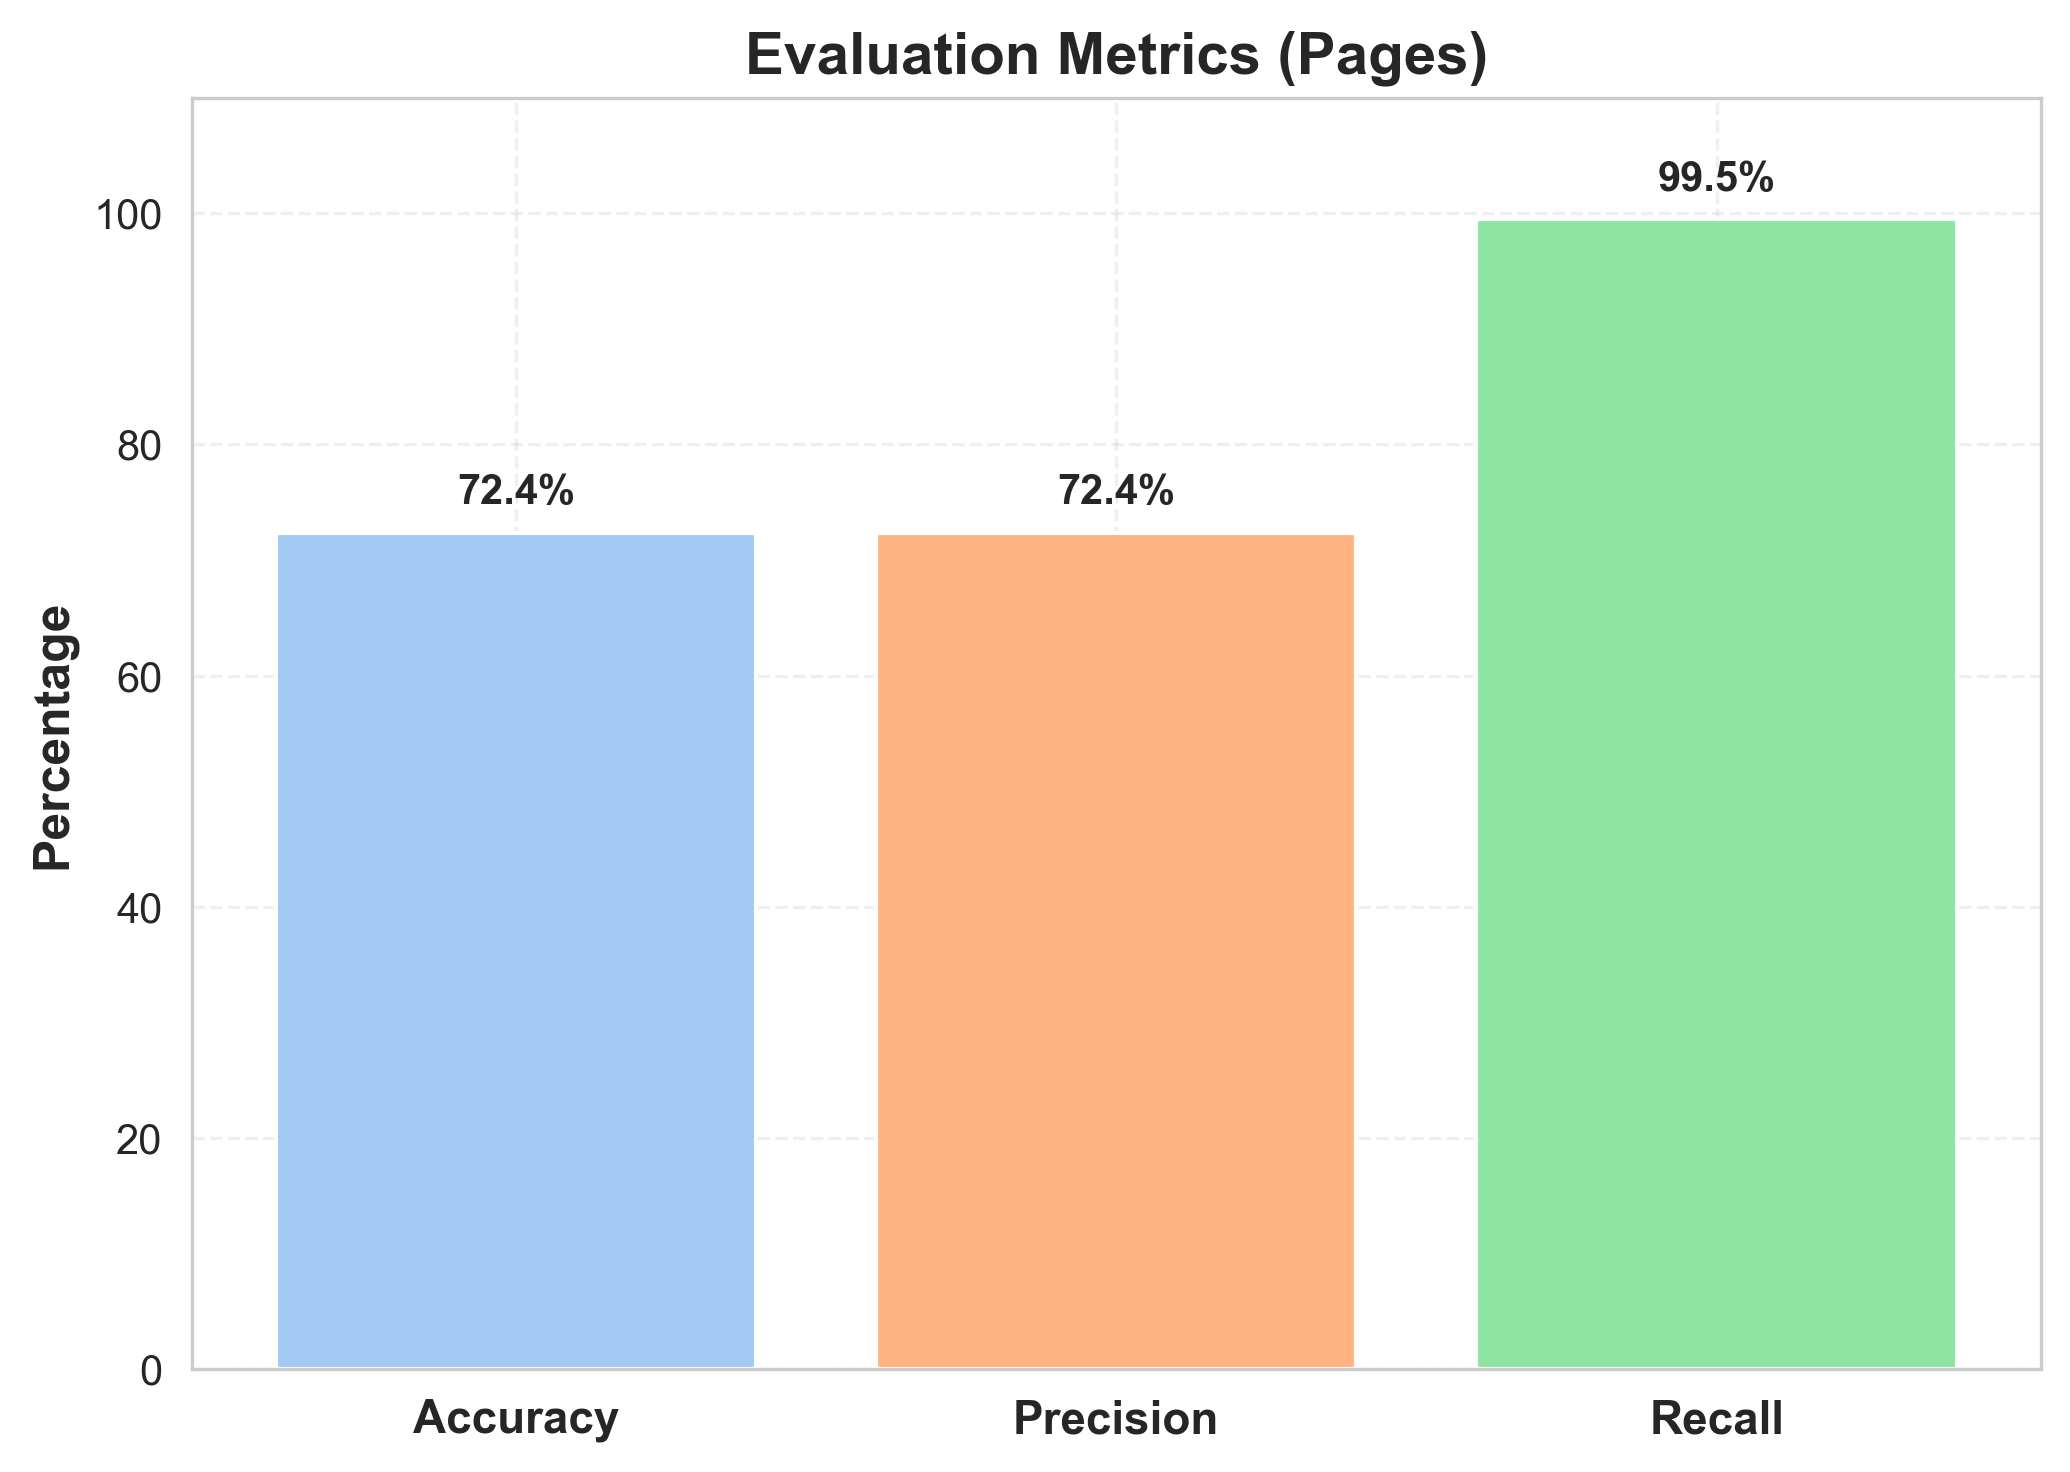 Evaluation Metrics (Pages)
Percentage
100
80
60
40
20
0
72.4%
72.4%
99.5%
Accuracy
Precision
Recall